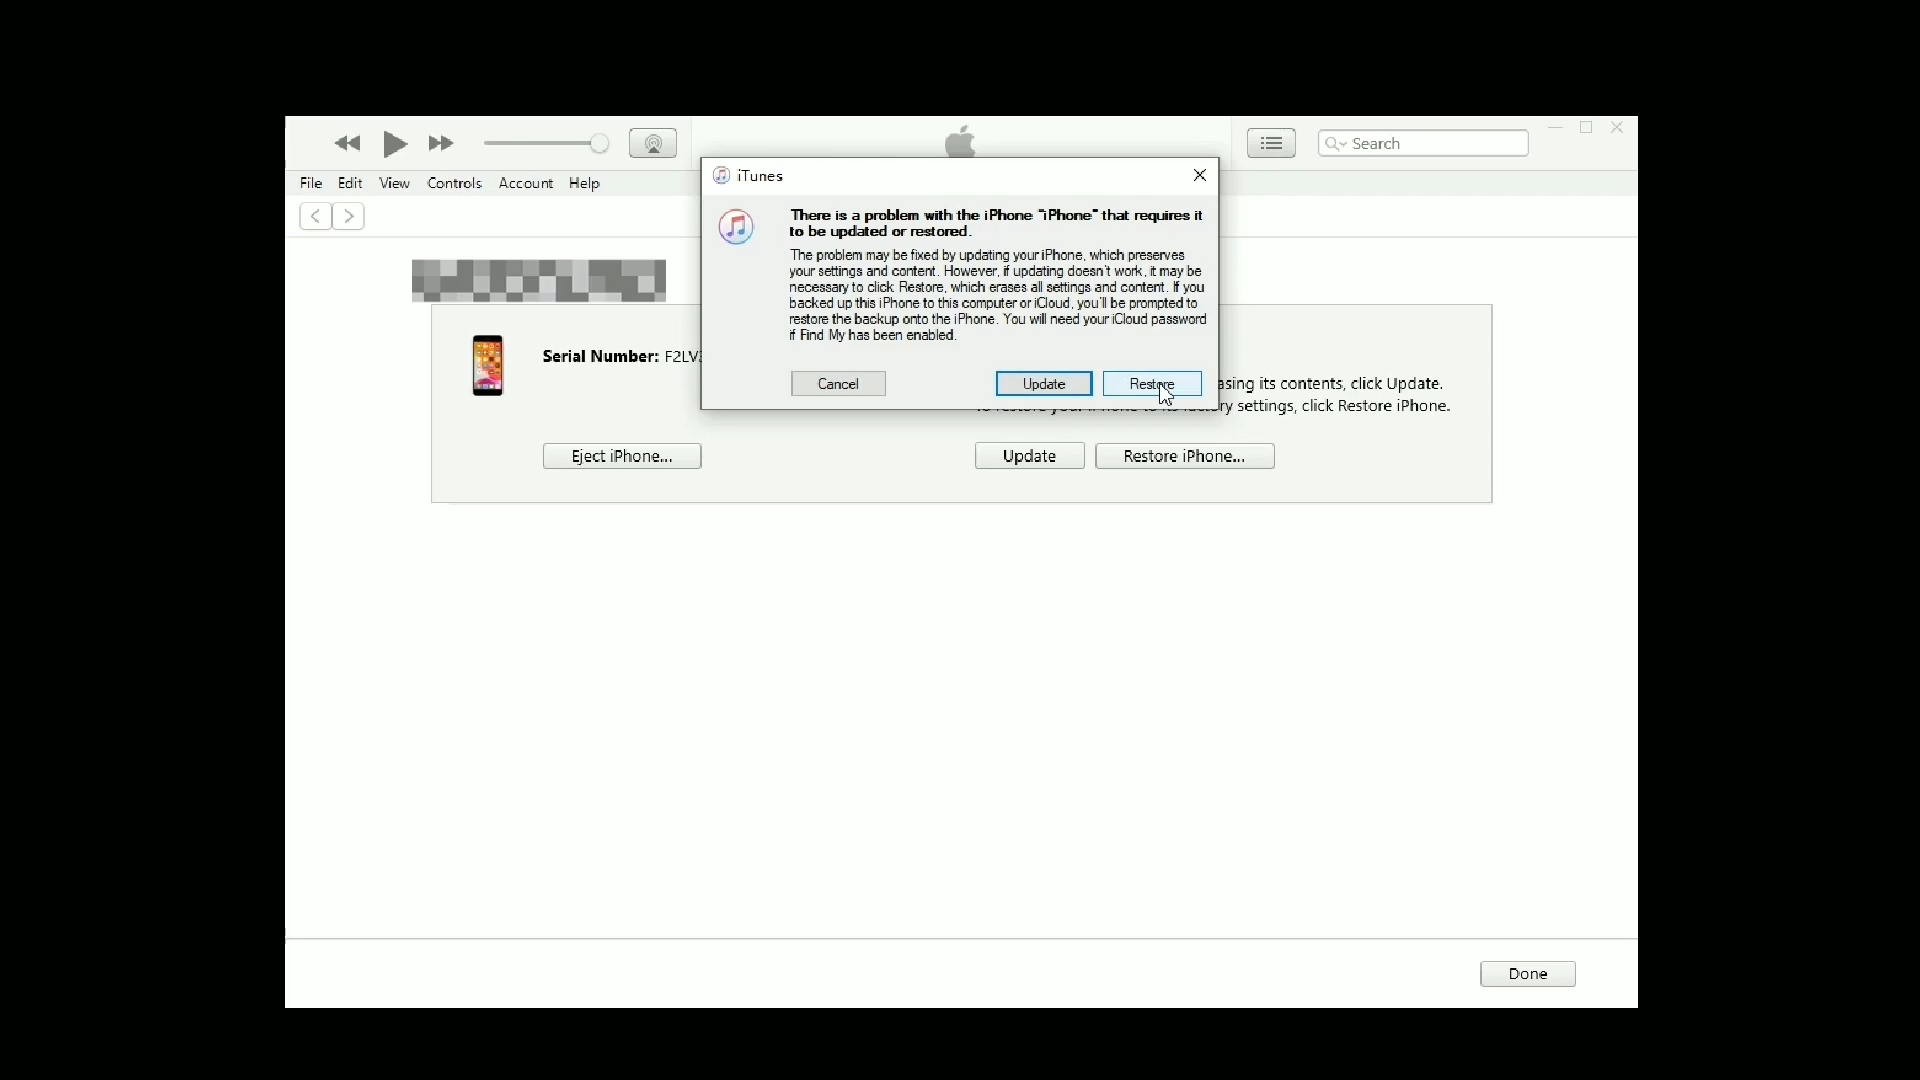 Search
File Edit View Controls Account Help
iTunes
There is a problem with the iPhone "iPhone" that requires it
to be updated or restored.
The problem may be fixed by updating your iPhone, which preserves
your settings and content. However, if updating doesn't work, it may be
necessary to click Restore, which erases all settings and content. If you
backed up this iPhone to this computer or iCloud, you'll be prompted to
restore the backup onto the iPhone. You will need your iCloud password
if Find My has been enabled.
Cancel Update Restore
Serial Number:
its contents, click Update.
settings, click Restore iPhone.
Eject iPhone... Update Restore iPhone...
Done